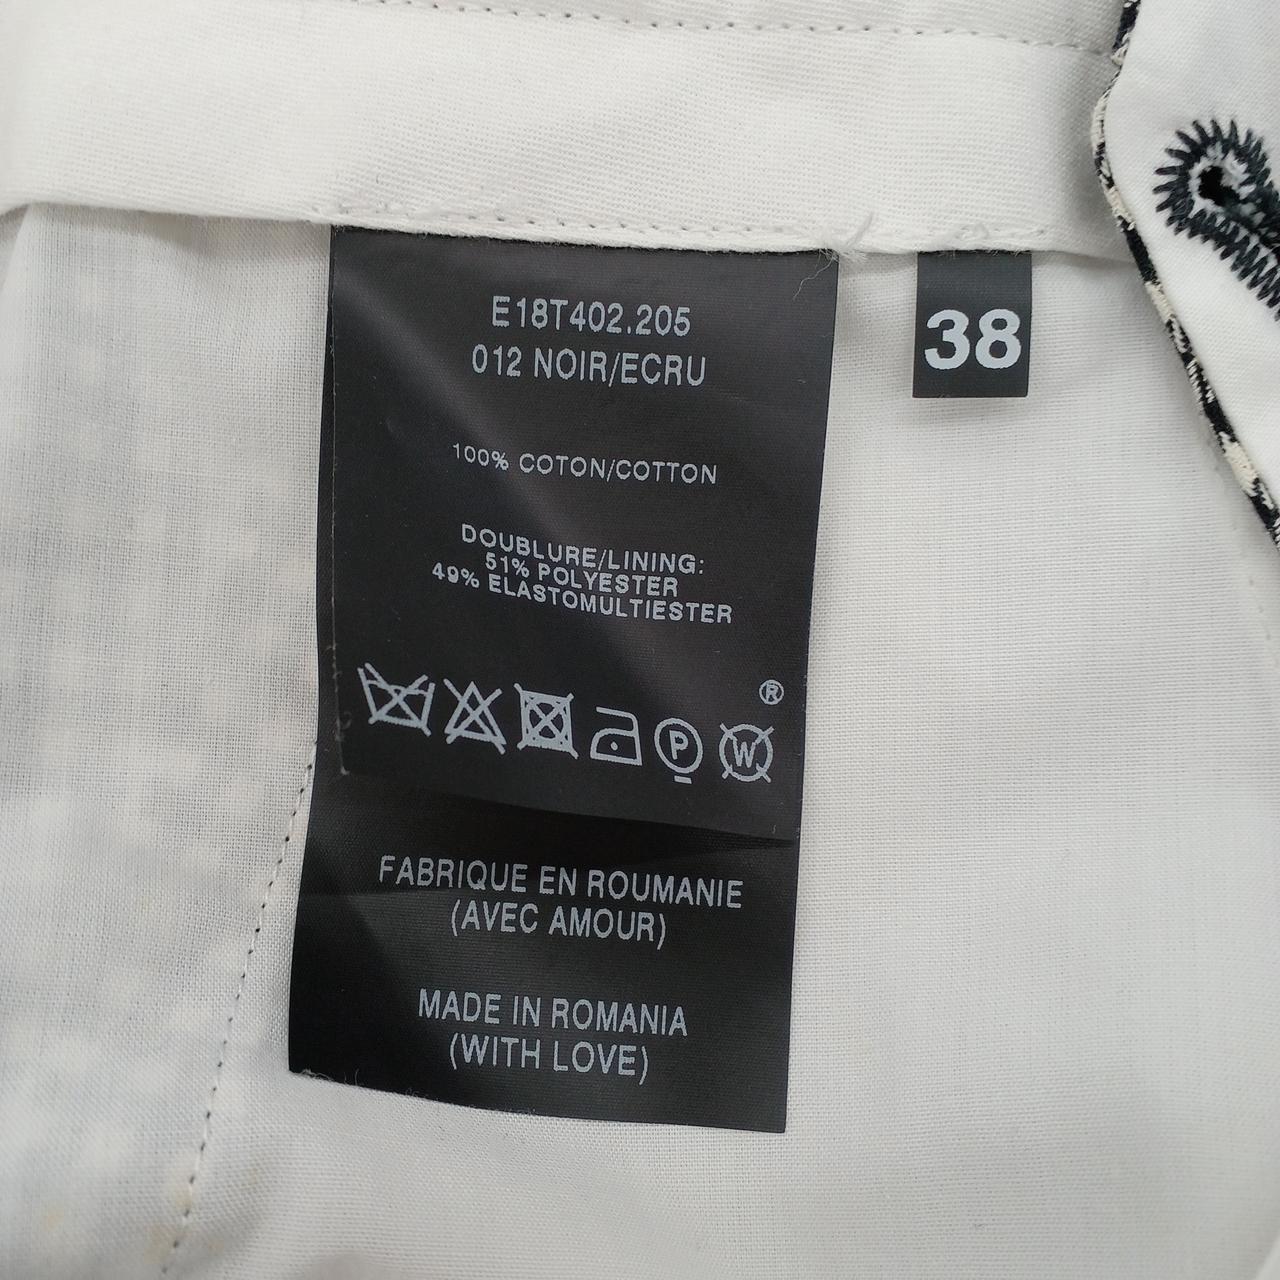 E18T402.205
012 NOIR/ECRU
38
100% COTON/COTTON
DOUBLURE/LINING:
51% POLYESTER
49% ELASTOMULTIESTER
®
P
W
FABRIQUE EN ROUMANIE
(AVEC AMOUR)
MADE IN ROMANIA
(WITH LOVE)